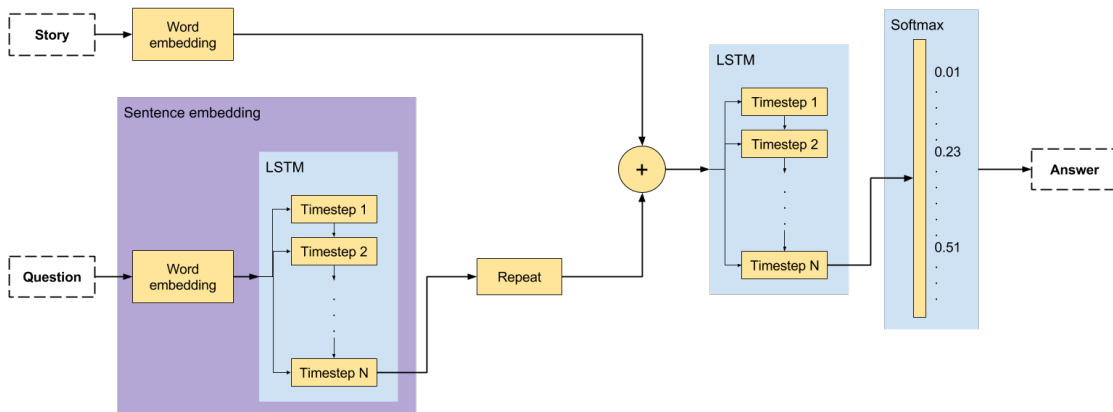 Story
Word
embedding
Sentence embedding
Question
Word
embedding
LSTM
Timestep 1
Timestep 2
.
.
.
Timestep N
Repeat
+
LSTM
Timestep 1
Timestep 2
.
.
.
Timestep N
Softmax
0.01
.
.
.
.
0.23
.
.
.
.
.
0.51
.
.
.
Answer